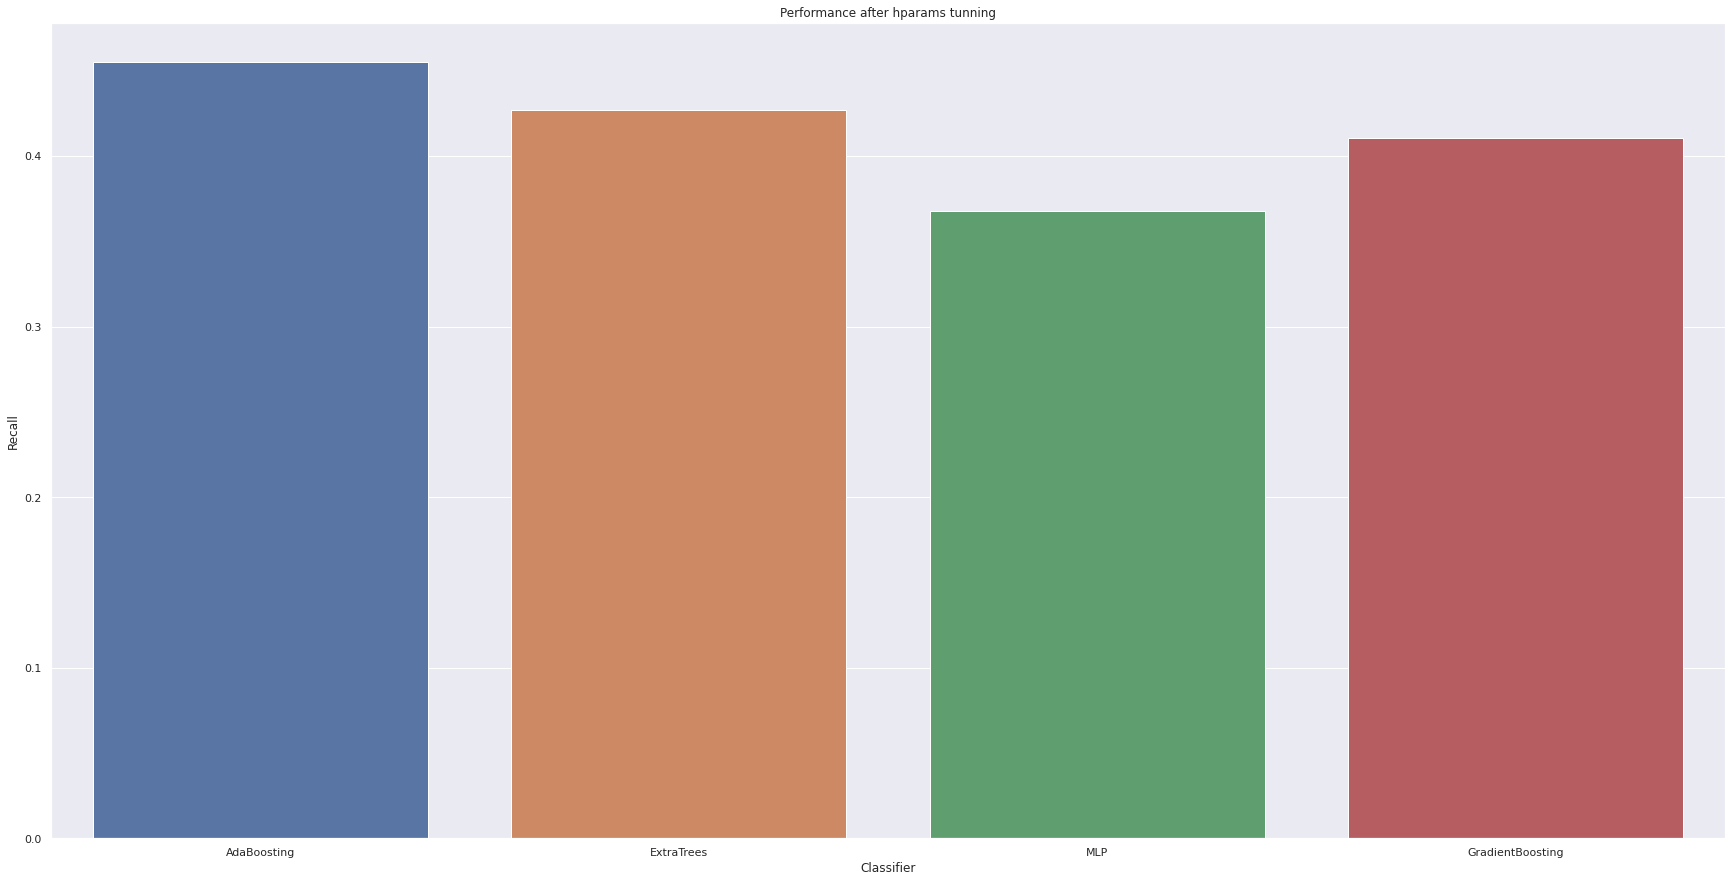 Performance after hparams tunning
Recall
0.4
0.3
0.2
0.1
0.0
AdaBoosting
ExtraTrees
MLP
GradientBoosting
Classifier